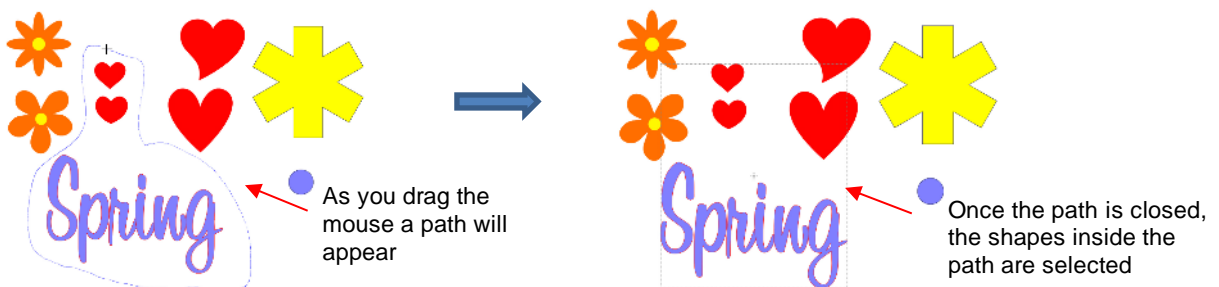 Spring
As you drag the
mouse a path will
appear
Spring
Once the path is closed,
the shapes inside the
path are selected